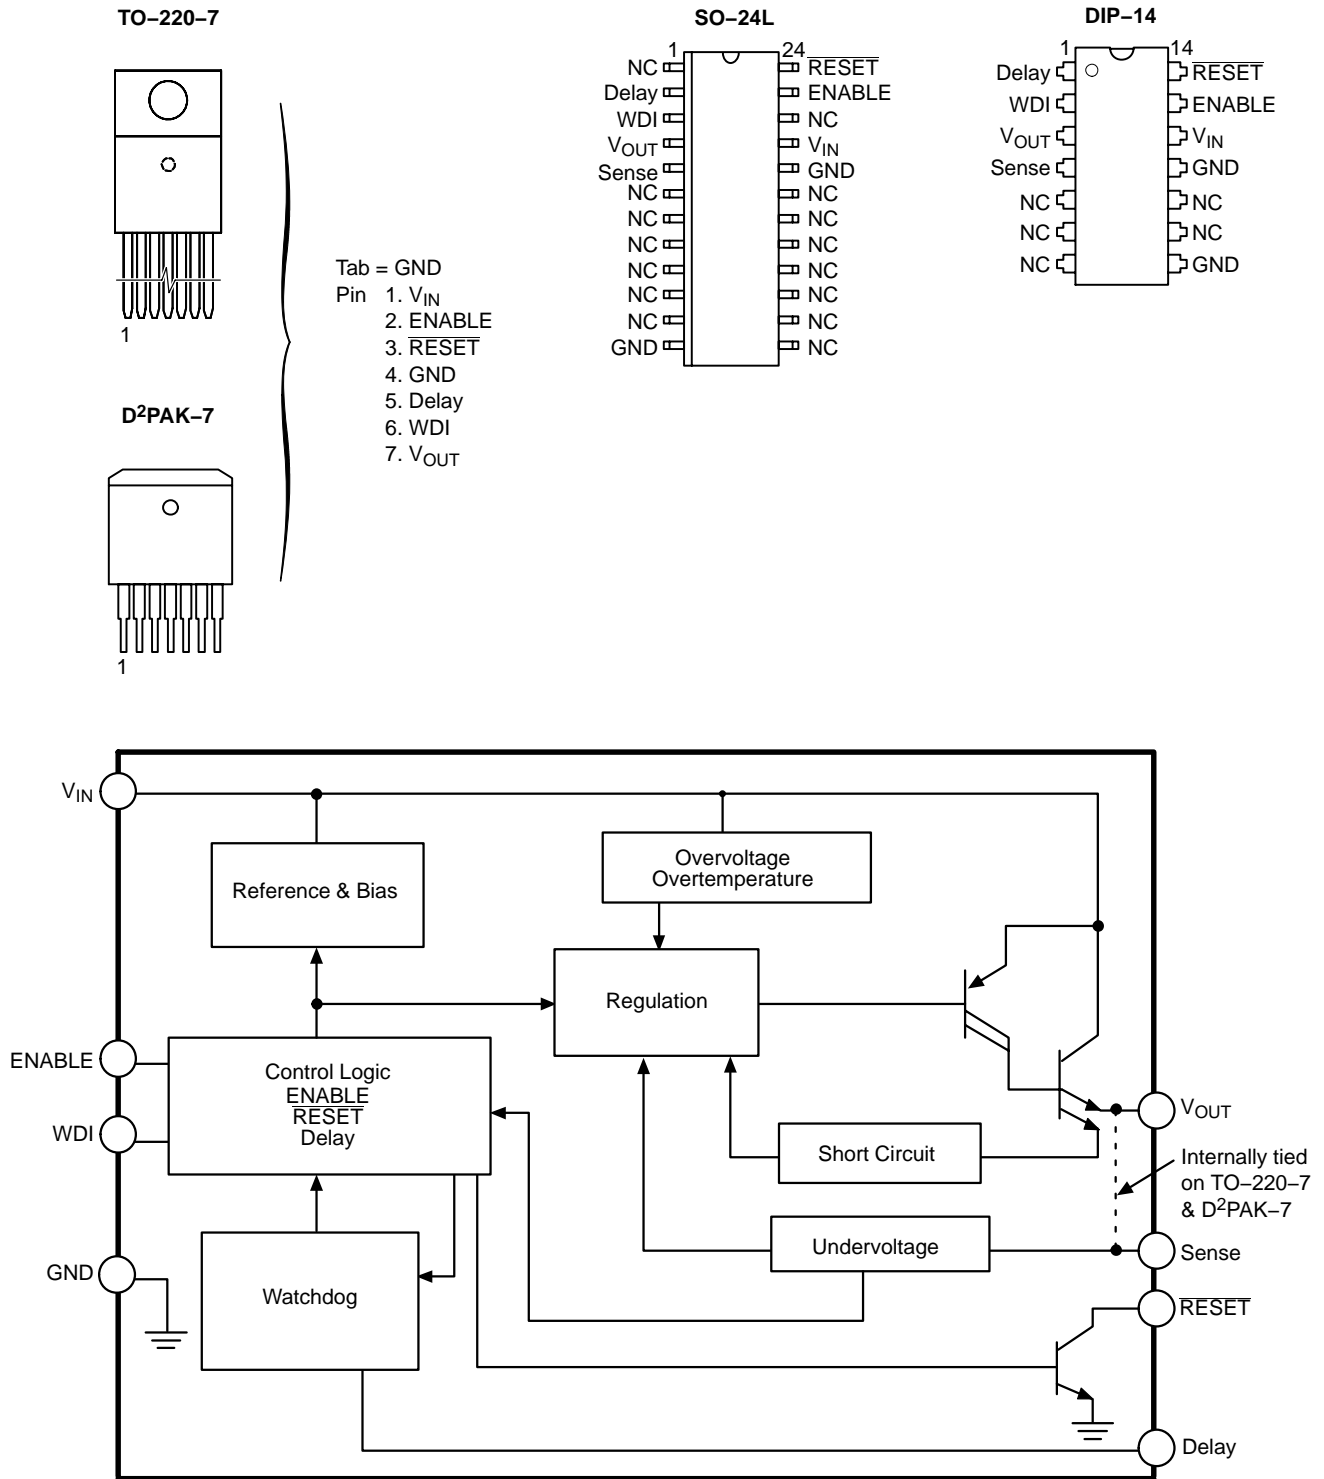 TO–220–7
1
D2PAK–7
1
Tab = GND
Pin 1. VIN
2. ENABLE
3. RESET
4. GND
5. Delay
6. WDI
7. VOUT
SO–24L
1 24
NC RESET
Delay ENABLE
WDI NC
VOUT VIN
Sense GND
NC NC
NC NC
NC NC
NC NC
NC NC
NC NC
GND NC
DIP–14
1 14
Delay RESET
WDI ENABLE
VOUT VIN
Sense GND
NC NC
NC NC
NC GND
VIN
Reference & Bias
Overvoltage
Overtemperature
Regulation
ENABLE
Control Logic
ENABLE
RESET
Delay
WDI
VOUT
Short Circuit
Internally tied
on TO–220–7
& D2PAK–7
Undervoltage
Sense
GND
Watchdog
RESET
Delay